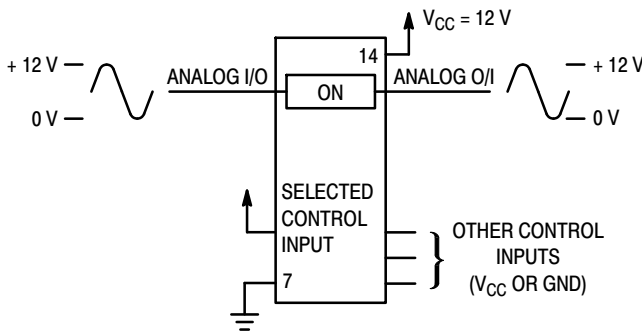 V_CC = 12 V
14
+ 12 V
0 V
ANALOG I/O
ON
ANALOG O/I
+ 12 V
0 V
SELECTED
CONTROL
INPUT
7
OTHER CONTROL
INPUTS
(V_CC OR GND)